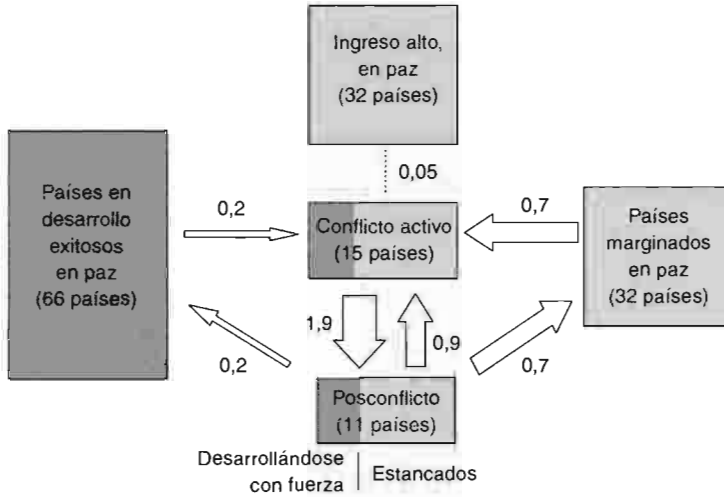 Ingreso alto,
en paz
(32 países)
0,05
Países en
desarrollo
exitosos
en paz
(66 países)
0,2
Conflicto activo
(15 países)
0,7
Países
marginados
en paz
(32 países)
1,9
0,9
0,2
0,7
Posconflicto
(11 países)
Desarrollándose
con fuerza
Estancados